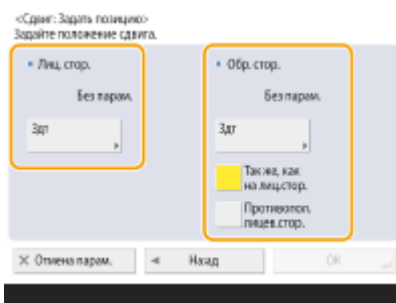 <Сдвиг: Задать позицию>
Задайте положение сдвига.
Лиц. стор.
Без парам.
Здт
Обр. стор.
Без парам.
Здт
Так же, как
на лиц.стор.
Противопол.
лицев.стор.
Отмена парам.
Назад
OK